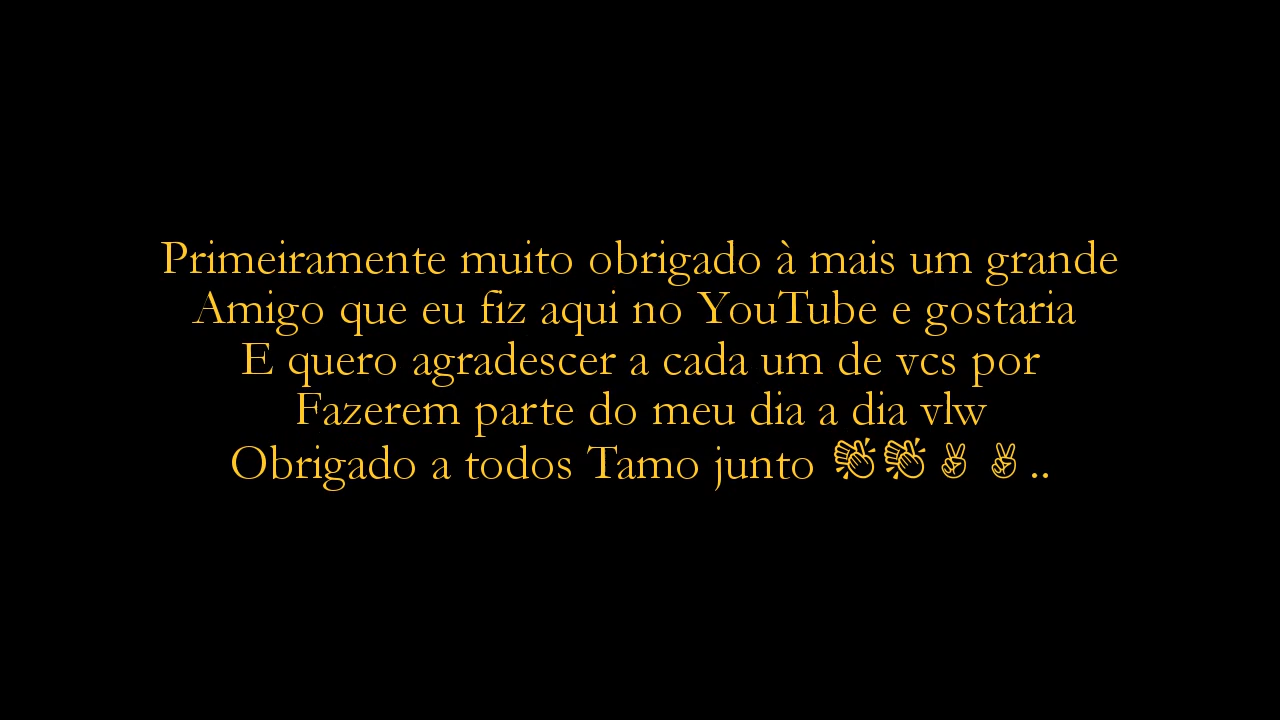 Primeiramente muito obrigado à mais um grande
Amigo que eu fiz aqui no YouTube e gostaria
E quero agradescer a cada um de vcs por
Fazerem parte do meu dia a dia vlw
Obrigado a todos Tamo junto 👏👏✌✌..